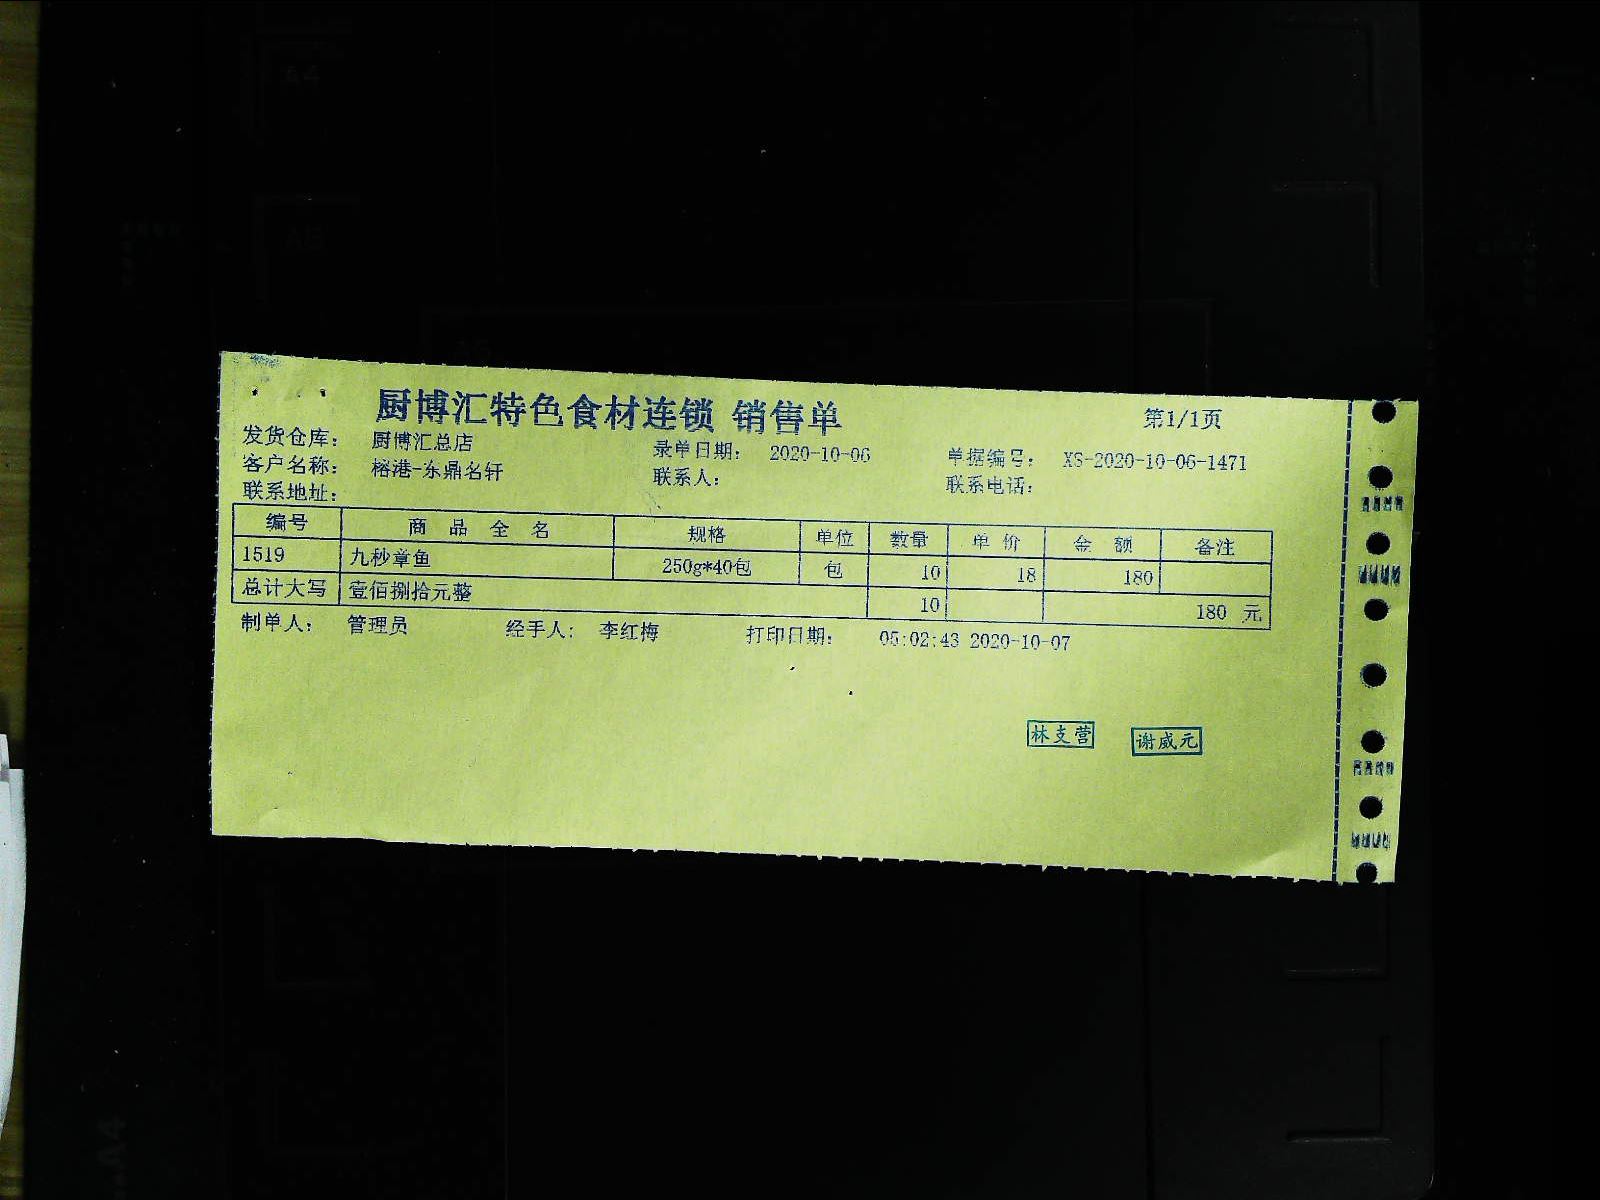 厨博汇特色食材连锁 销售单 第1/1页
发货仓库: 厨博汇总店 录单日期: 2020-10-06 单据编号: XS-2020-10-06-1471
客户名称: 榕港-东鼎名轩 联系人: 联系电话:
联系地址:
编号 商 品 全 名 规格 单位 数量 单 价 金 额 备注
1519 九秒章鱼 250g*40包 包 10 18 180
总计大写 壹佰捌拾元整 10 180 元
制单人: 管理员 经手人: 李红梅 打印日期: 05:02:43 2020-10-07
林支营 谢威元
A4
A5
A4